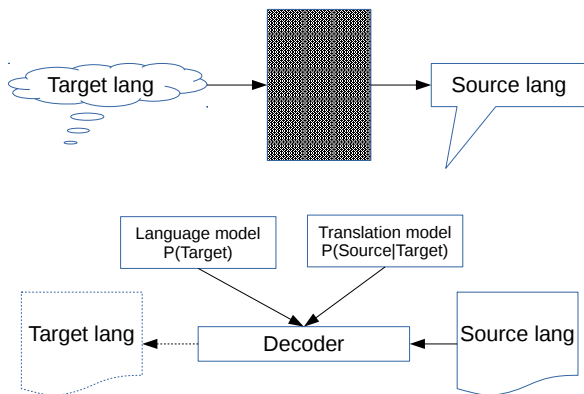 Target lang
Source lang
Language model
P(Target)
Translation model
P(Source|Target)
Target lang
Decoder
Source lang